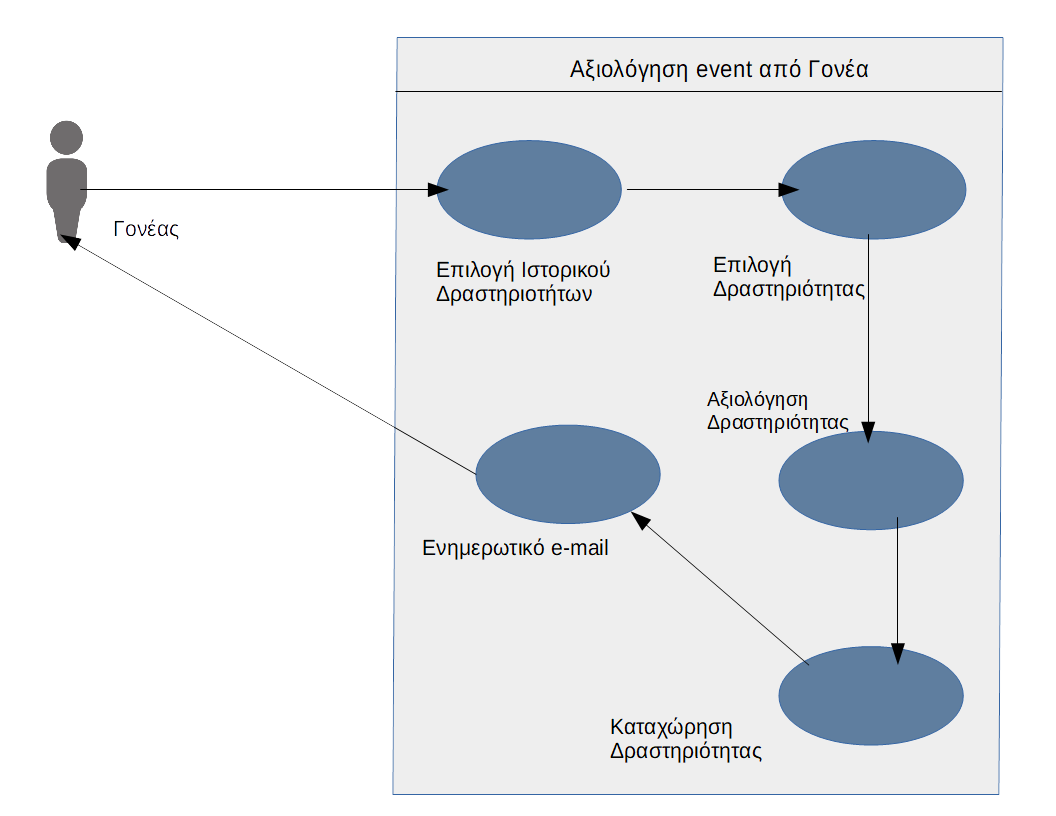 Αξιολόγηση event από Γονέα
Γονέας
Επιλογή Ιστορικού
Δραστηριοτήτων
Επιλογή
Δραστηριότητας
Αξιολόγηση
Δραστηριότητας
Ενημερωτικό e-mail
Καταχώρηση
Δραστηριότητας